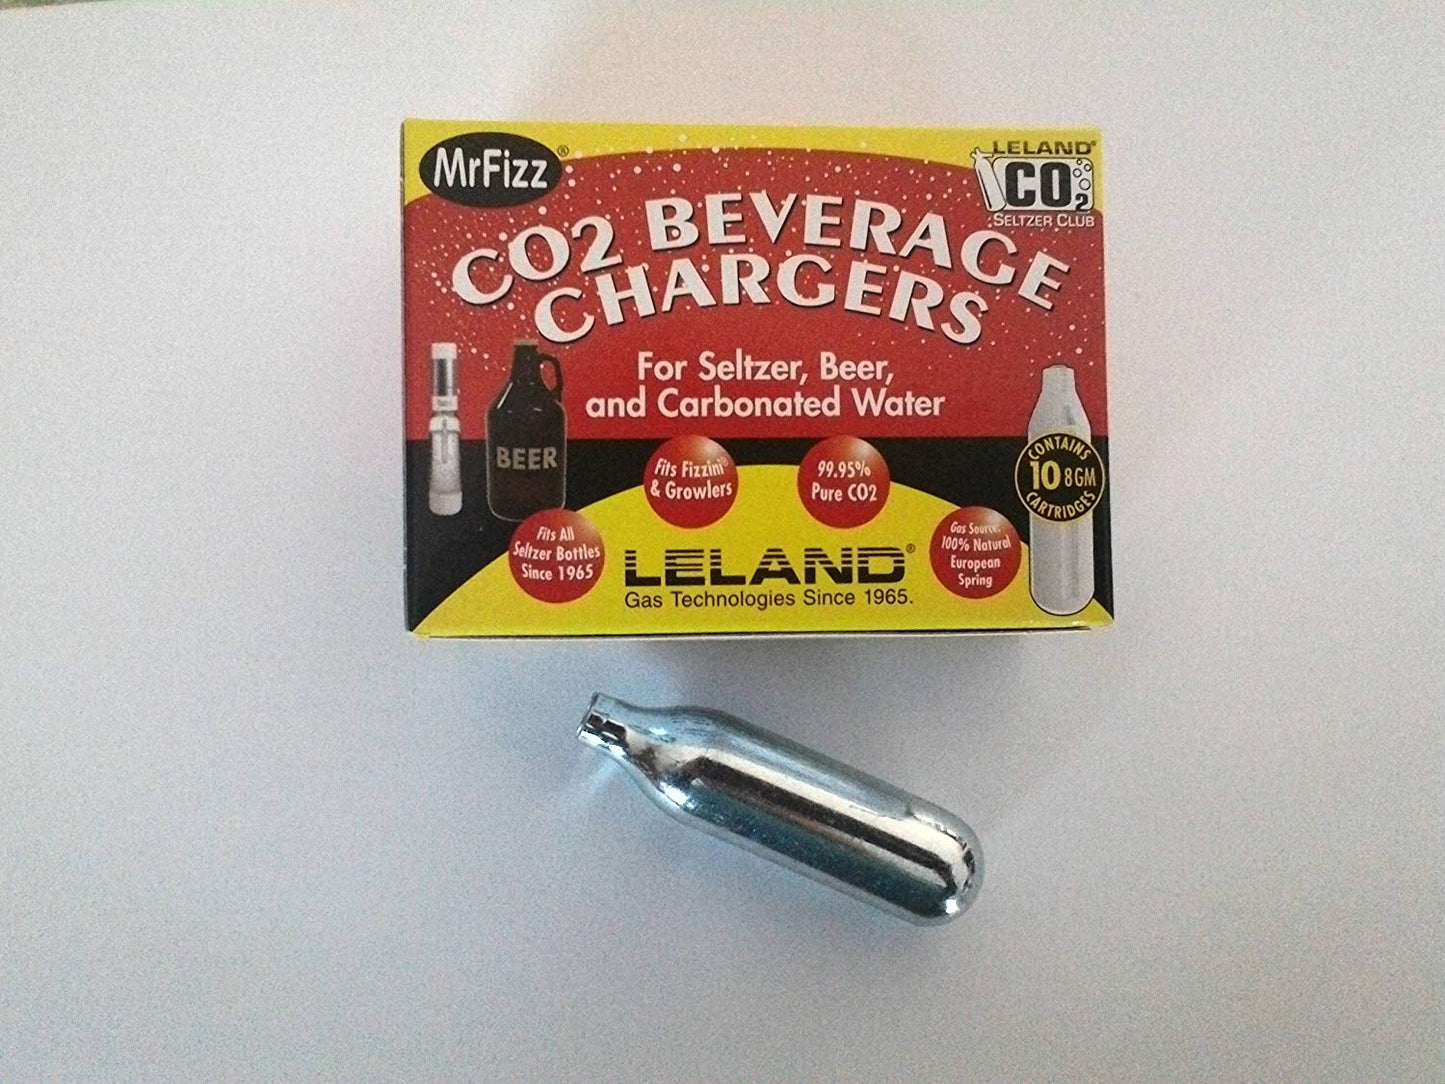 MrFizz®
LELAND®
CO2
SELTZER CLUB
CO2 BEVERAGE
CHARGERS
For Seltzer, Beer,
and Carbonated Water
BEER
Fits All
Seltzer Bottles
Since 1965
Fits Fizzini®
& Growlers
99.95%
Pure CO2
Gas Source:
100% Natural
European
Spring
CONTAINS
10 8 GM
CARTRIDGES
LELAND®
Gas Technologies Since 1965.